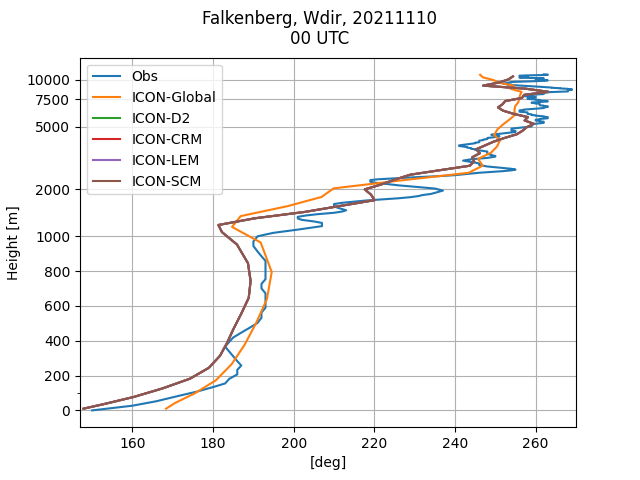 Falkenberg, Wdir, 20211110
00 UTC
Obs
ICON-Global
ICON-D2
ICON-CRM
ICON-LEM
ICON-SCM
10000
7500
5000
2000
1000
800
600
400
200
0
Height [m]
160 180 200 220 240 260
[deg]